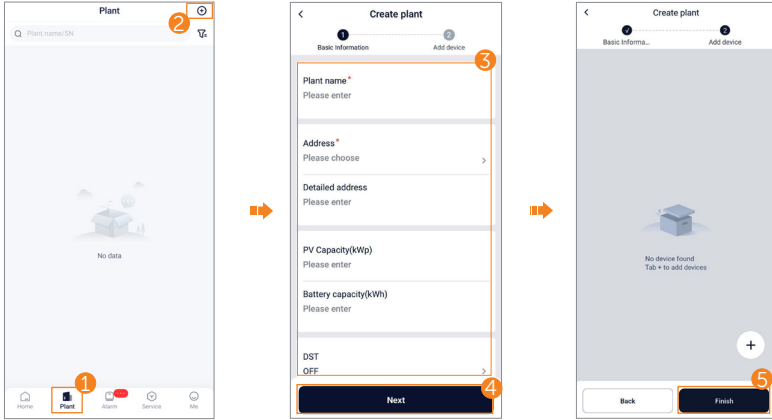 Plant
2
Plant name/SN
No data
1
Home
Plant
Alarm
Service
Me
Create plant
1
2
Basic Information
Add device
3
Plant name*
Please enter
Address*
Please choose
Detailed address
Please enter
PV Capacity(kWp)
Please enter
Battery capacity(kWh)
Please enter
DST
OFF
4
Next
Create plant
2
Basic Informa...
Add device
No device found
Tab + to add devices
+
5
Back
Finish